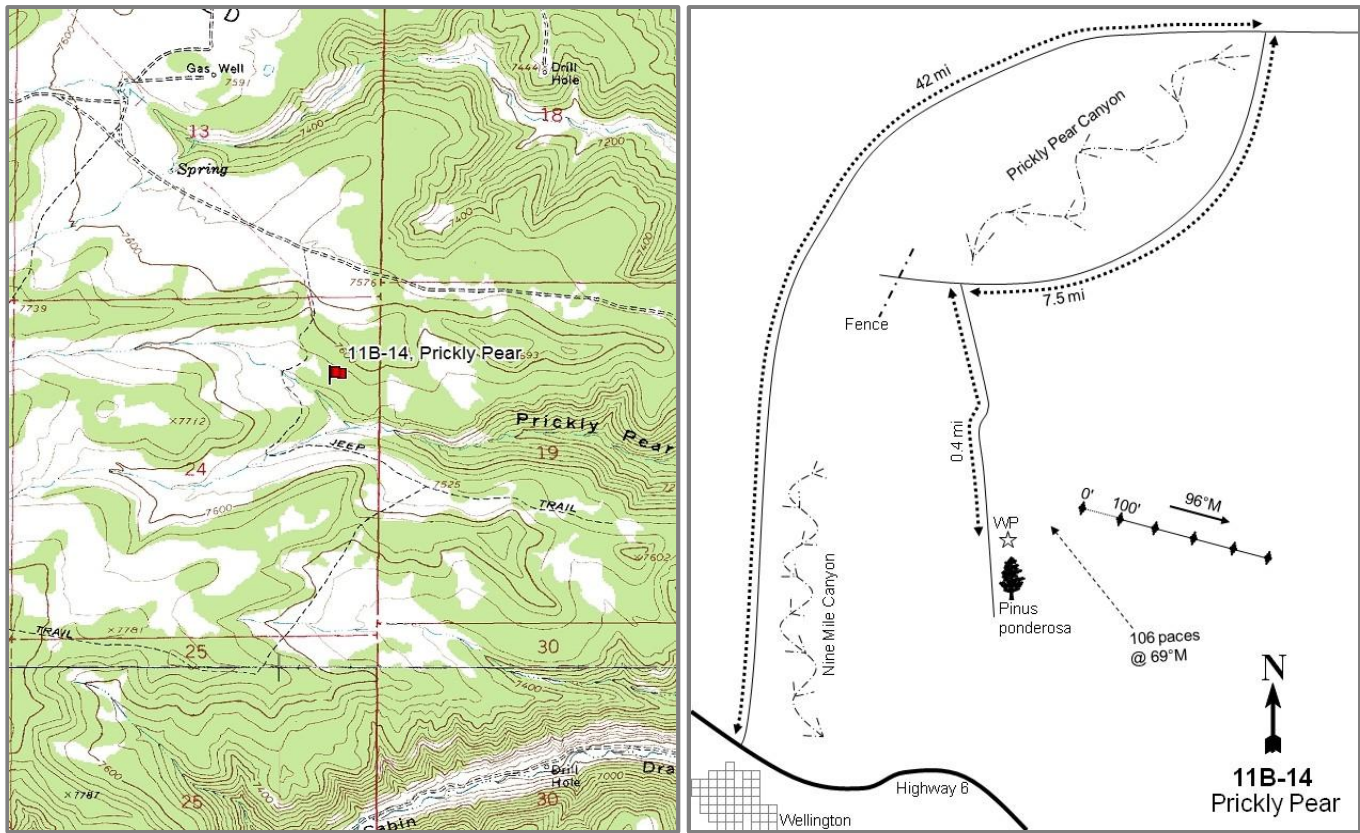 D
7600
Gas Well
7591
7444
Drill
Hole
13
18
7400
7200
Spring
7400
7600
7400
7576
7739
7693
11B-14, Prickly Pear
Prickly Pear
x7712
JEEP
24
19
7525
TRAIL
7600
x7602
TRAIL
x7781
25
30
7400
7600
Drill
Hole
7000
Dra
x7787
25
7400
30
Cabin
42 mi
Prickly Pear Canyon
7.5 mi
Fence
0.4 mi
0'
100'
96°M
WP
Nine Mile Canyon
Pinus
ponderosa
106 paces
@ 69°M
N
11B-14
Prickly Pear
Highway 6
Wellington